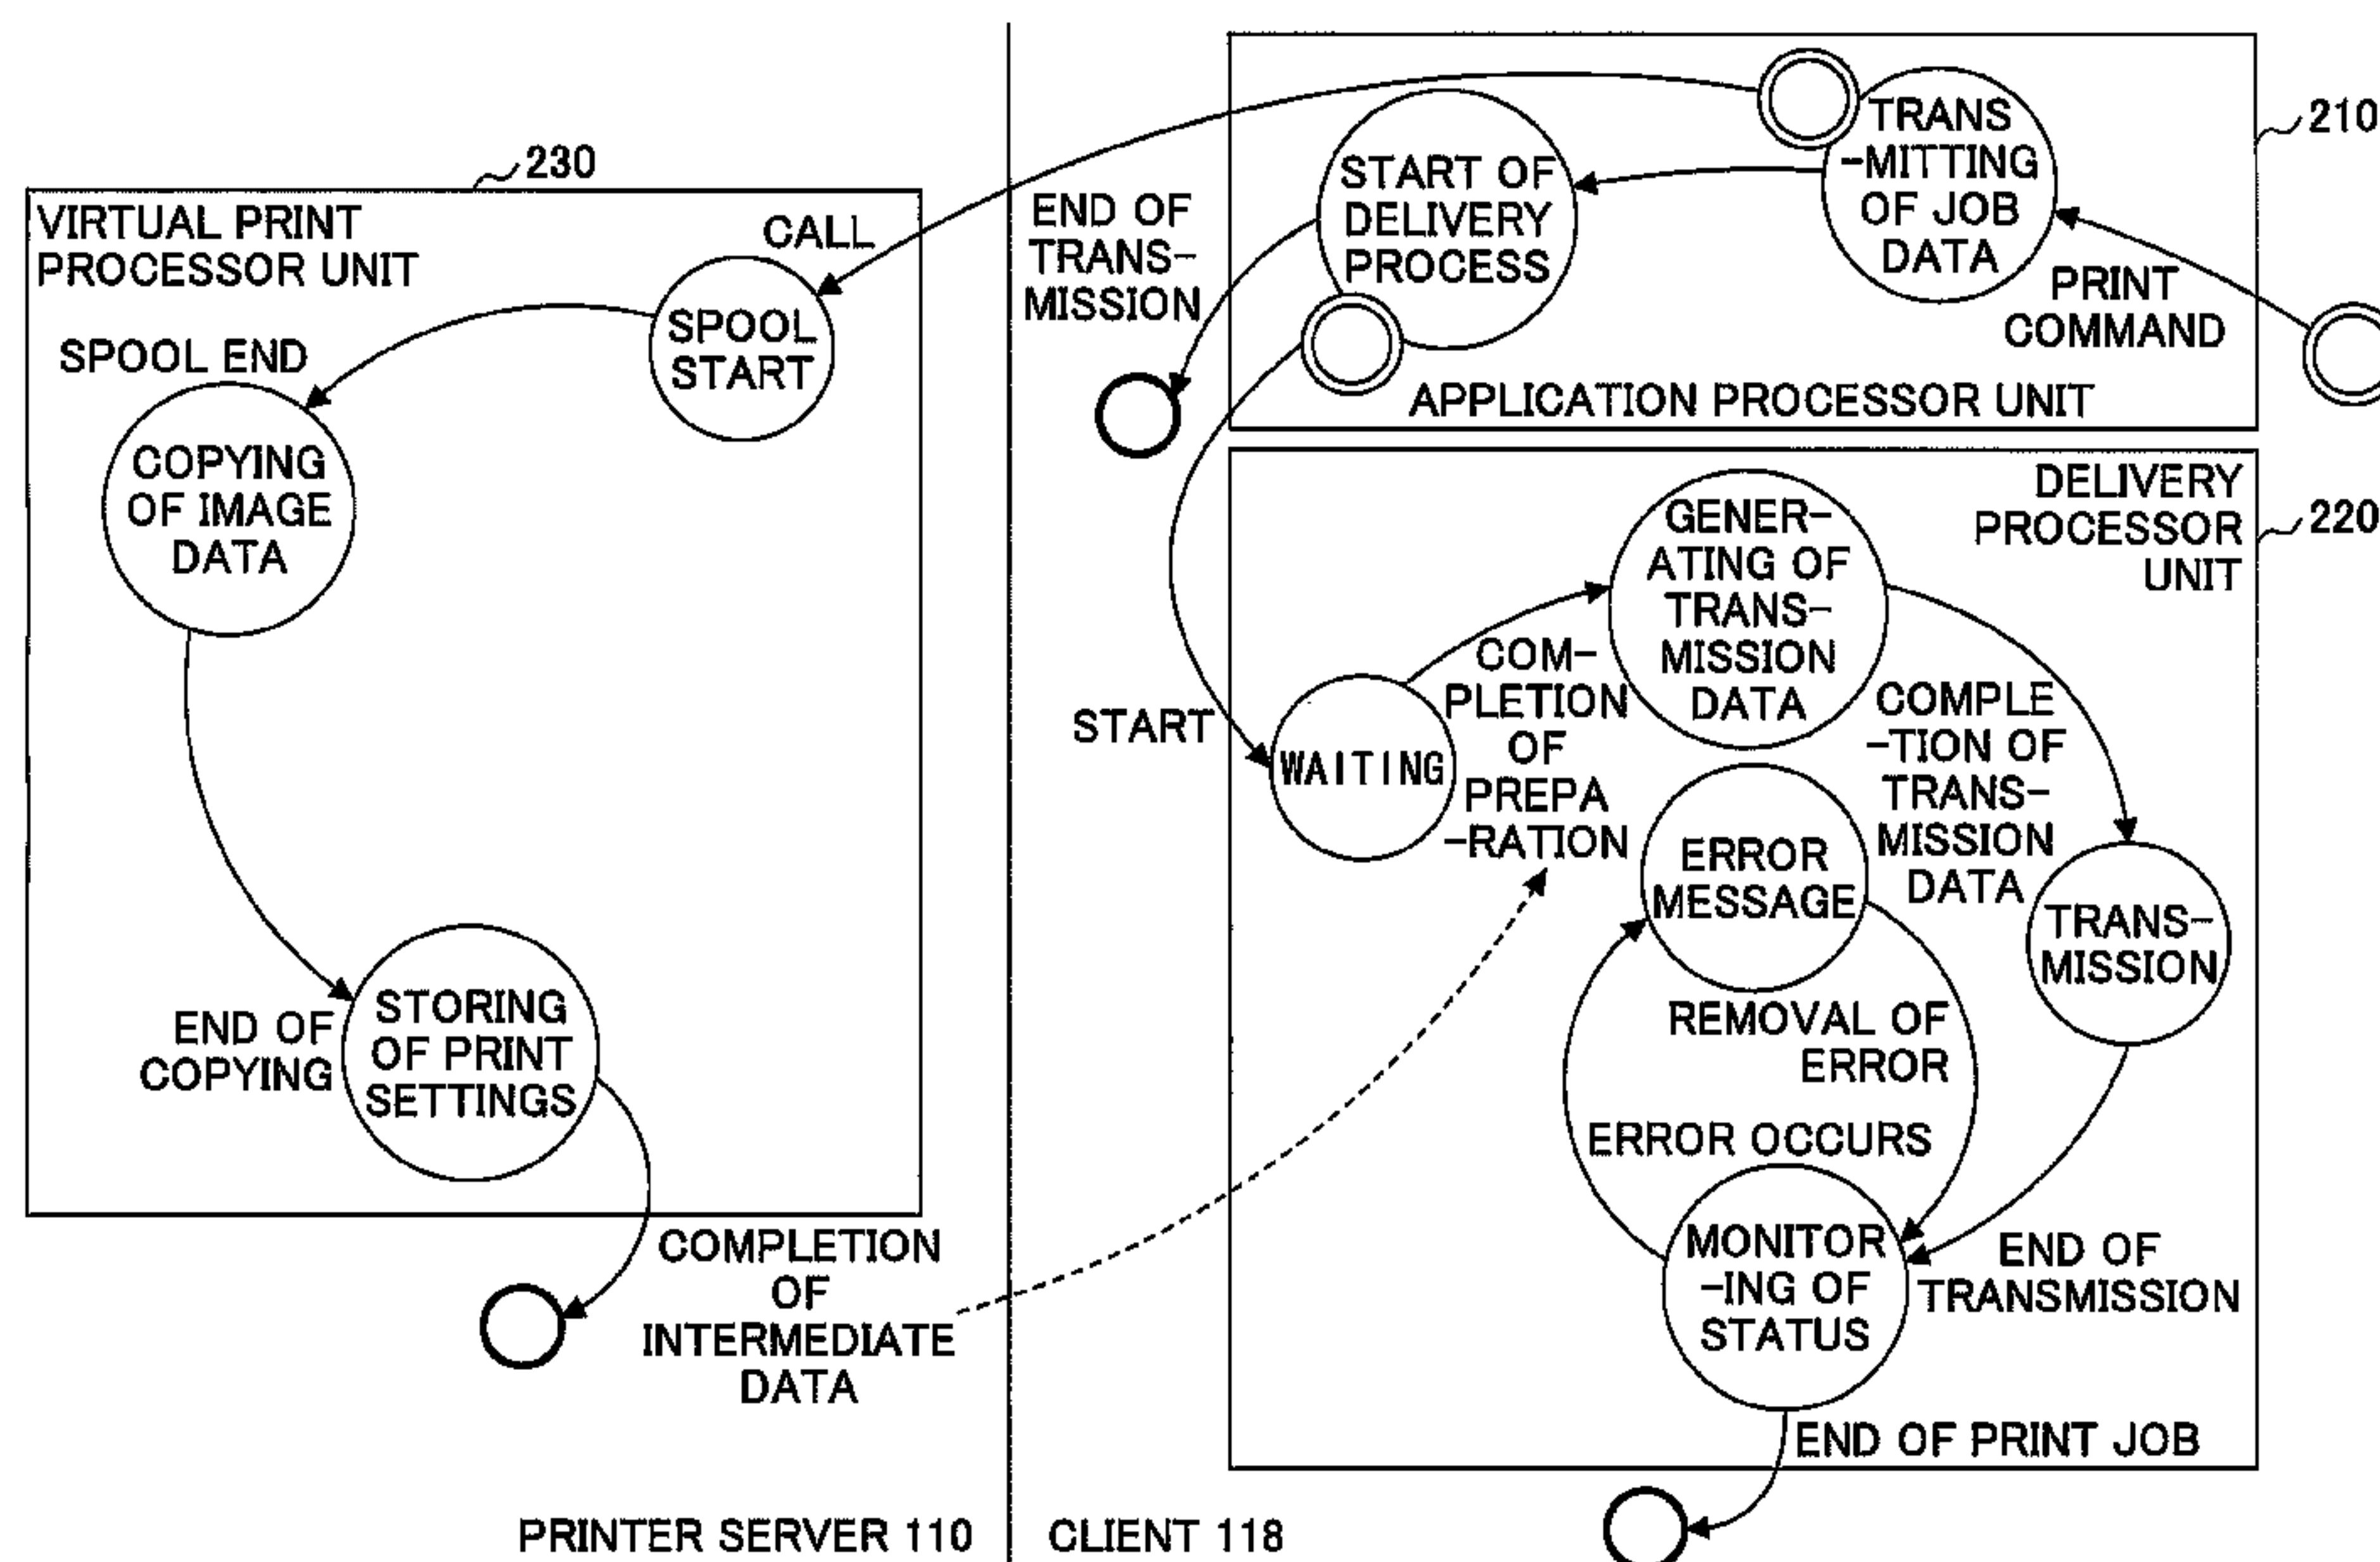 230
VIRTUAL PRINT
PROCESSOR UNIT
CALL
SPOOL
START
SPOOL END
COPYING
OF IMAGE
DATA
END OF
COPYING
STORING
OF PRINT
SETTINGS
COMPLETION
OF
INTERMEDIATE
DATA
PRINTER SERVER 110
210
TRANS
-MITTING
OF JOB
DATA
START OF
DELIVERY
PROCESS
END OF
TRANS-
MISSION
PRINT
COMMAND
APPLICATION PROCESSOR UNIT
DELIVERY
PROCESSOR
UNIT
220
GENER-
ATING OF
TRANS-
MISSION
DATA
START
WAITING
COM-
PLETION
OF
PREPA
-RATION
COMPLE
-TION OF
TRANS-
MISSION
DATA
ERROR
MESSAGE
TRANS-
MISSION
REMOVAL OF
ERROR
ERROR OCCURS
MONITOR
-ING OF
STATUS
END OF
TRANSMISSION
END OF PRINT JOB
CLIENT 118